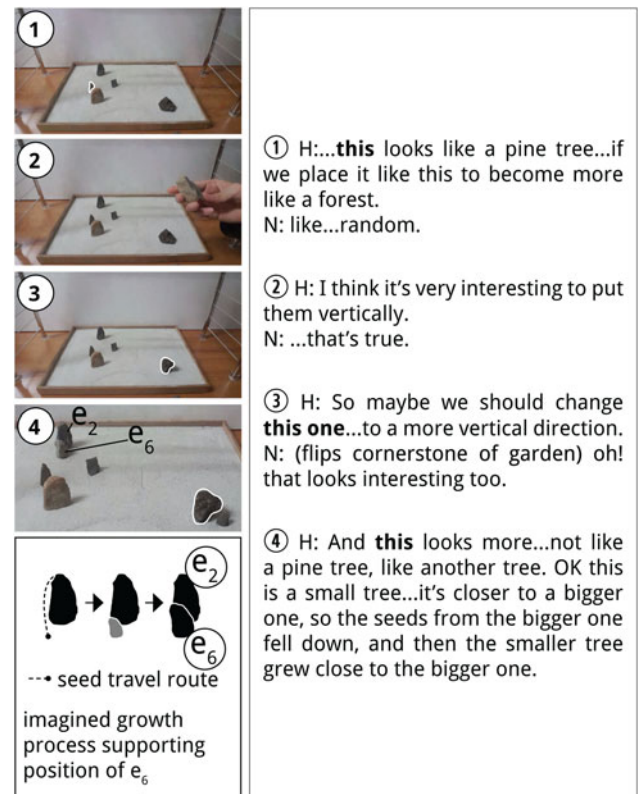 1
2
3
4
e2
e6
e2
e6
seed travel route
imagined growth
process supporting
position of e6
① H:...this looks like a pine tree...if
we place it like this to become more
like a forest.
N: like...random.
② H: I think it’s very interesting to put
them vertically.
N: ...that’s true.
③ H: So maybe we should change
this one...to a more vertical direction.
N: (flips cornerstone of garden) oh!
that looks interesting too.
④ H: And this looks more...not like
a pine tree, like another tree. OK this
is a small tree...it’s closer to a bigger
one, so the seeds from the bigger one
fell down, and then the smaller tree
grew close to the bigger one.